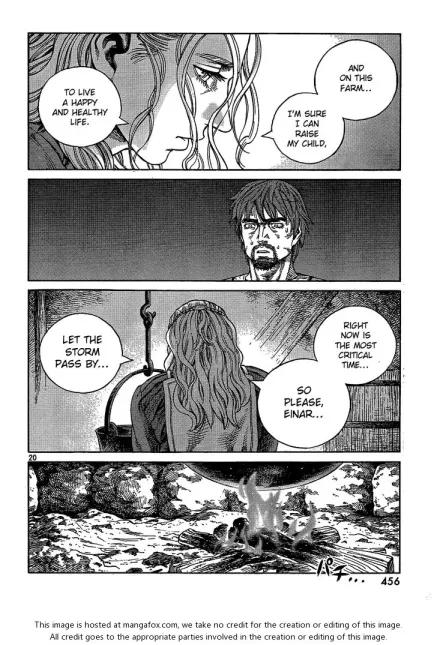 AND
ON THIS
FARM...
I'M SURE
I CAN
RAISE
MY CHILD,
TO LIVE
A HAPPY
AND HEALTHY
LIFE.
RIGHT
NOW IS
THE MOST
CRITICAL
TIME...
SO
PLEASE,
EINAR...
LET THE
STORM
PASS BY...
20
パチ...
456
This image is hosted at mangafox.com, we take no credit for the creation or editing of this image.
All credit goes to the appropriate parties involved in the creation or editing of this image.